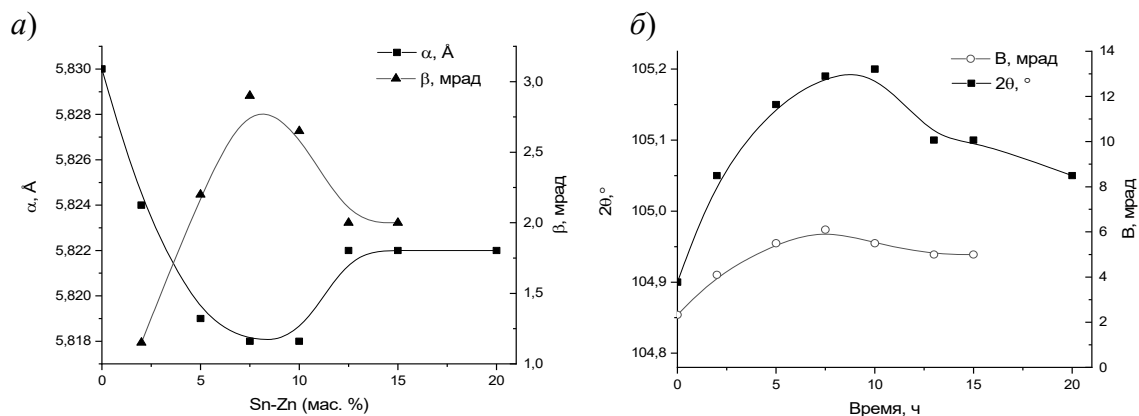 а)
α, Å
β, мрад
5,830
5,828
5,826
5,824
5,822
5,820
5,818
α, Å
3,0
2,5
2,0
1,5
1,0
β, мрад
0
5
10
15
20
Sn-Zn (мас. %)
б)
B, мрад
2θ, °
105,2
105,1
105,0
104,9
104,8
2θ,°
14
12
10
8
6
4
2
0
B, мрад
0
5
10
15
20
Время, ч